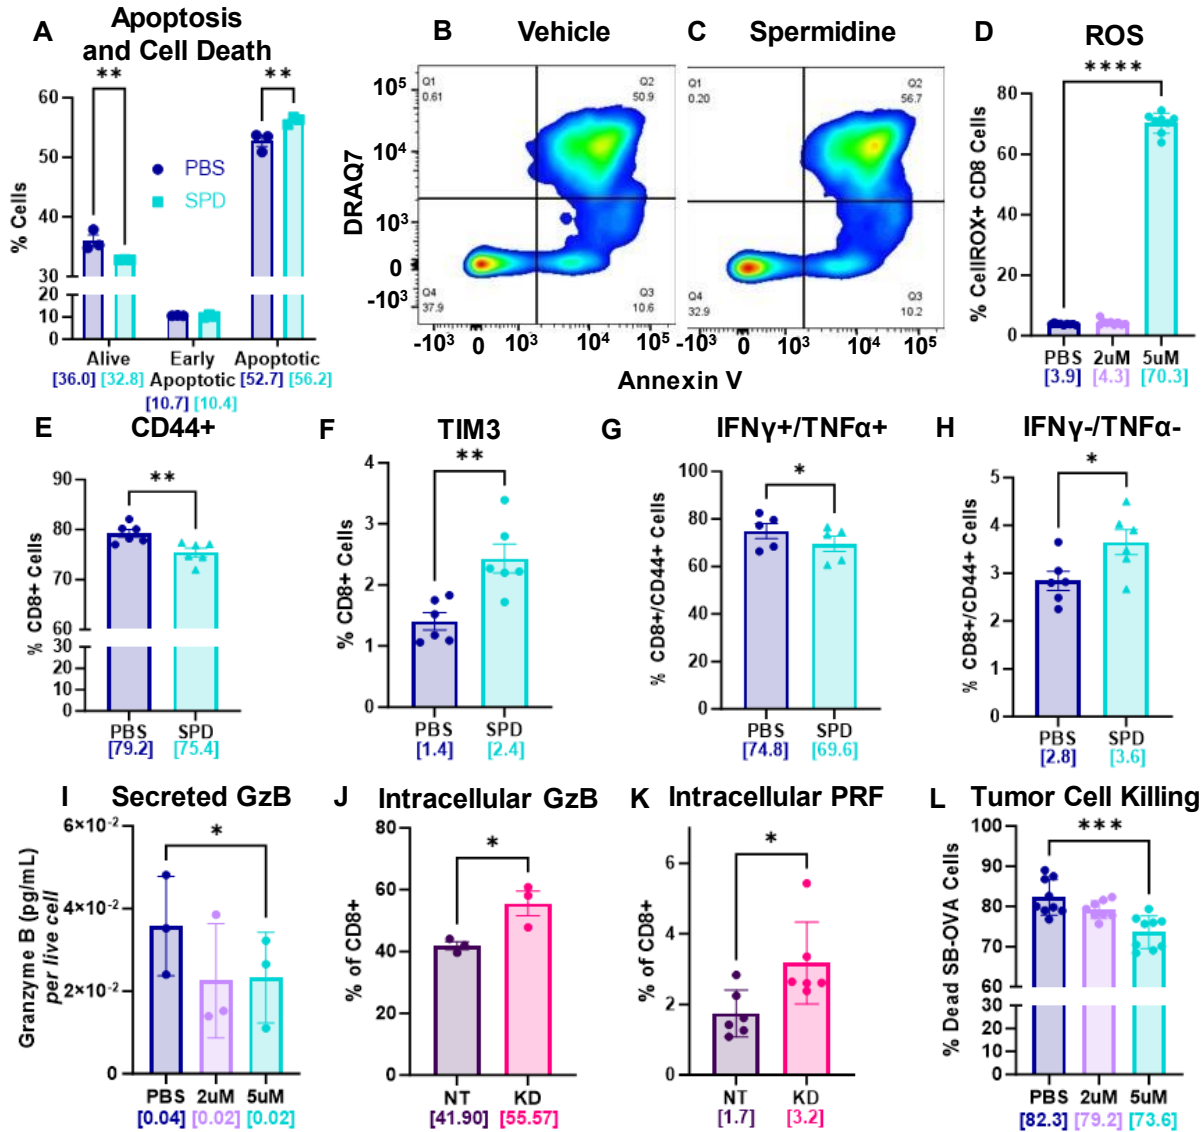 A
Apoptosis
and Cell Death
** **
60
50
40
30
20
10
0
% Cells
PBS
SPD
Alive
Early
Apoptotic
Apoptotic
[36.0] [32.8]
[10.7] [10.4]
[52.7] [56.2]
B Vehicle
Q1
0.61
Q2
50.9
Q4
37.9
Q3
10.6
DRAQ7
10⁵
10⁴
10³
0
-10³
-10³ 0 10³ 10⁴ 10⁵
C Spermidine
Q1
0.20
Q2
56.7
Q4
32.9
Q3
10.2
-10³ 0 10³ 10⁴ 10⁵
Annexin V
D ROS
****
80
60
40
20
0
% CellROX+ CD8 Cells
PBS 2uM 5uM
[3.9] [4.3] [70.3]
E CD44+
**
90
80
70
60
30
20
10
0
% CD8+ Cells
PBS SPD
[79.2] [75.4]
F TIM3
**
4
3
2
1
0
% CD8+ Cells
PBS SPD
[1.4] [2.4]
G IFNγ+/TNFα+
*
100
80
60
40
20
0
% CD8+/CD44+ Cells
PBS SPD
[74.8] [69.6]
H IFNγ-/TNFα-
*
5
4
3
2
1
0
% CD8+/CD44+ Cells
PBS SPD
[2.8] [3.6]
I Secreted GzB
*
6×10⁻²
4×10⁻²
2×10⁻²
0
Granzyme B (pg/mL)
per live cell
PBS 2uM 5uM
[0.04] [0.02] [0.02]
J Intracellular GzB
*
80
60
40
20
0
% of CD8+
NT KD
[41.90] [55.57]
K Intracellular PRF
*
6
4
2
0
% of CD8+
NT KD
[1.7] [3.2]
L Tumor Cell Killing
***
100
90
80
70
60
30
20
10
0
% Dead SB-OVA Cells
PBS 2uM 5uM
[82.3] [79.2] [73.6]